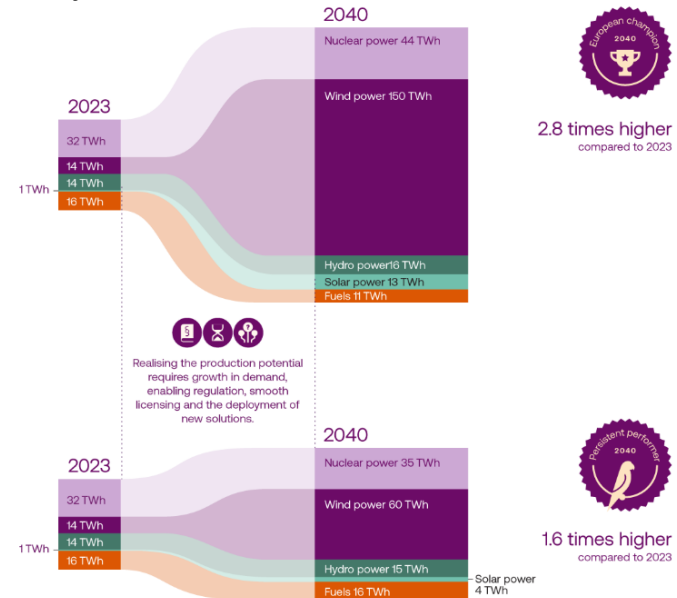 2040
Nuclear power 44 TWh
European champion
2040
Wind power 150 TWh
2023
2.8 times higher
compared to 2023
32 TWh
14 TWh
14 TWh
1 TWh
16 TWh
Hydro power16 TWh
Solar power 13 TWh
Fuels 11 TWh
§
Realising the production potential
requires growth in demand,
enabling regulation, smooth
licensing and the deployment of
new solutions.
2040
Persistent performer
2040
Nuclear power 35 TWh
2023
32 TWh
Wind power 60 TWh
14 TWh
14 TWh
1 TWh
16 TWh
1.6 times higher
compared to 2023
Hydro power 15 TWh
Solar power
4 TWh
Fuels 16 TWh